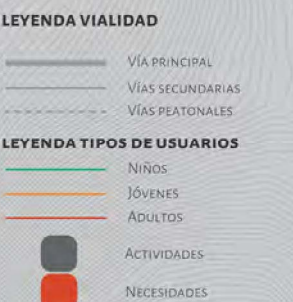 LEYENDA VIALIDAD
VÍA PRINCIPAL
VÍAS SECUNDARIAS
VÍAS PEATONALES
LEYENDA TIPOS DE USUARIOS
NIÑOS
JÓVENES
ADULTOS
ACTIVIDADES
NECESIDADES